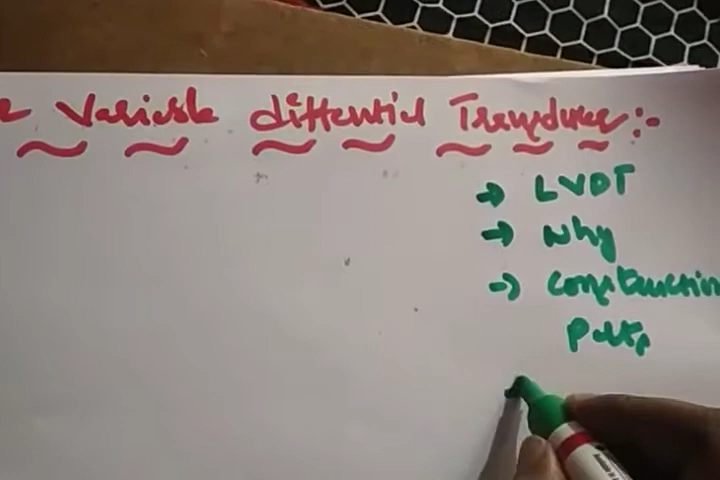 Variable differential Transducer:-
→ LVDT
→ Why
→ Construction
Parts